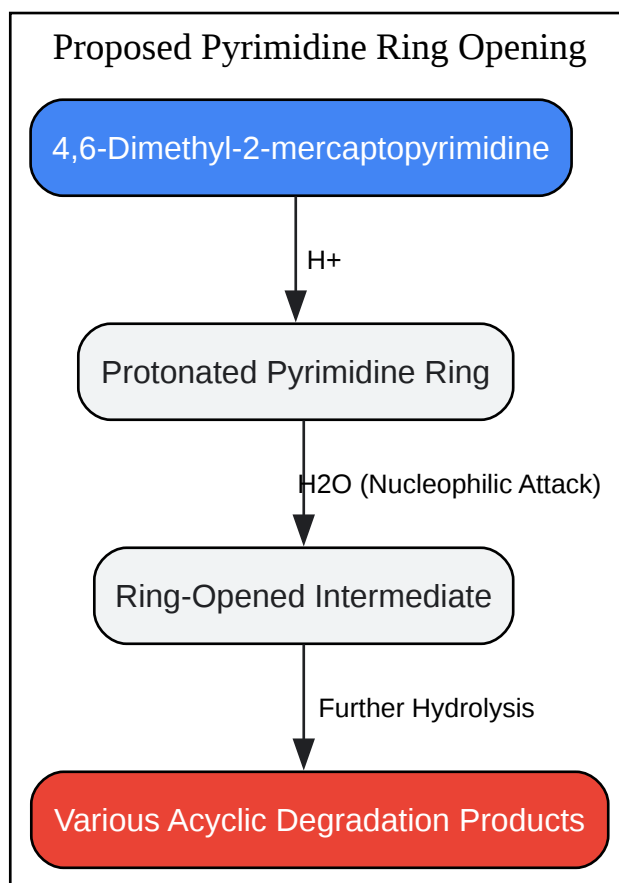 Proposed Pyrimidine Ring Opening
4,6-Dimethyl-2-mercaptopyrimidine
H+
Protonated Pyrimidine Ring
H2O (Nucleophilic Attack)
Ring-Opened Intermediate
Further Hydrolysis
Various Acyclic Degradation Products